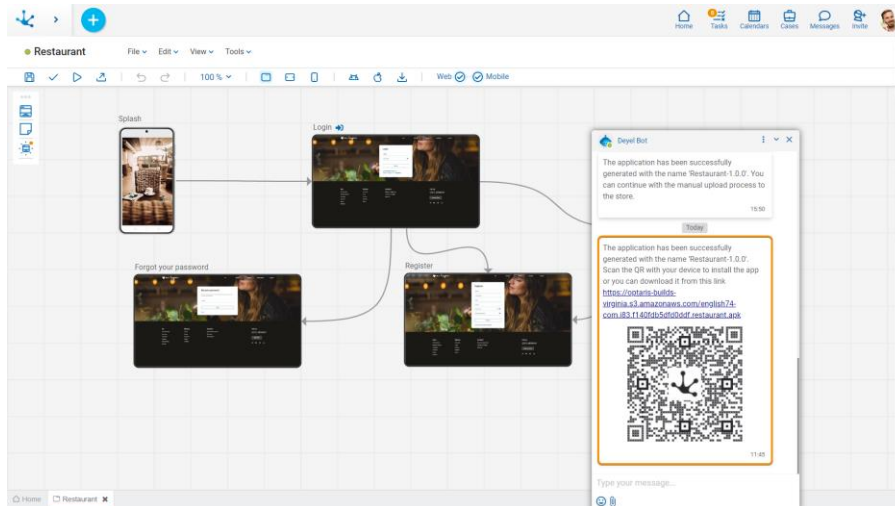 Home
Tasks
Calendars
Cases
Messages
Invite
Restaurant
File
Edit
View
Tools
100 %
Web
Mobile
Splash
Login
Forgot your password
Register
Deyel Bot
The application has been successfully
generated with the name 'Restaurant-1.0.0'. You
can continue with the manual upload process to
the store.
15:50
Today
The application has been successfully
generated with the name 'Restaurant-1.0.0'.
Scan the QR with your device to install the app
or you can download it from this link
https://optaris-builds-
virginia.s3.amazonaws.com/english74-
com.i83.f140fdb5dfd0ddf.restaurant.apk
11:45
Type your message...
Home
Restaurant